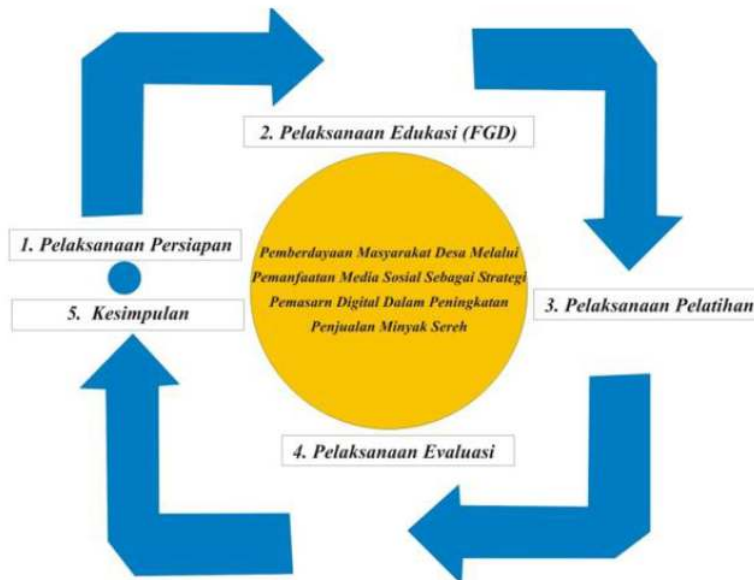 2. Pelaksanaan Edukasi (FGD)
1. Pelaksanaan Persiapan
Pemberdayaan Masyarakat Desa Melalui
Pemanfaatan Media Sosial Sebagai Strategi
Pemasarn Digital Dalam Peningkatan
Penjualan Minyak Sereh
5. Kesimpulan
3. Pelaksanaan Pelatihan
4. Pelaksanaan Evaluasi